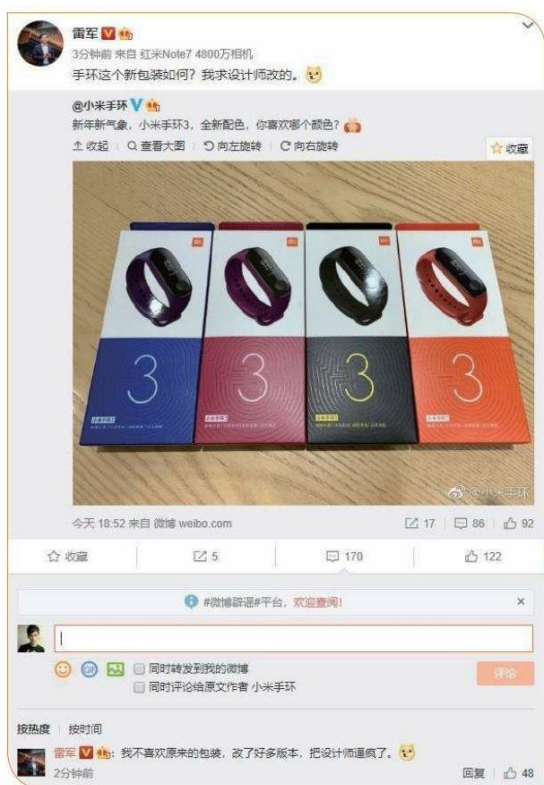 雷军
3分钟前 来自 红米Note7 4800万相机
手环这个新包装如何？我求设计师改的。
@小米手环
新年新气象，小米手环3，全新配色，你喜欢哪个颜色？
收起 查看大图 向左旋转 向右旋转
收藏
3 3 3 3
@小米手环
今天 18:52 来自 微博 weibo.com 17 86 92
收藏 5 170 122
#微博辟谣#平台，欢迎查阅！ ×
GIF 同时转发到我的微博
评论
同时评论给原文作者 小米手环
按热度 按时间
雷军 ：我不喜欢原来的包装，改了好多版本，把设计师逼疯了。
2分钟前 回复 48